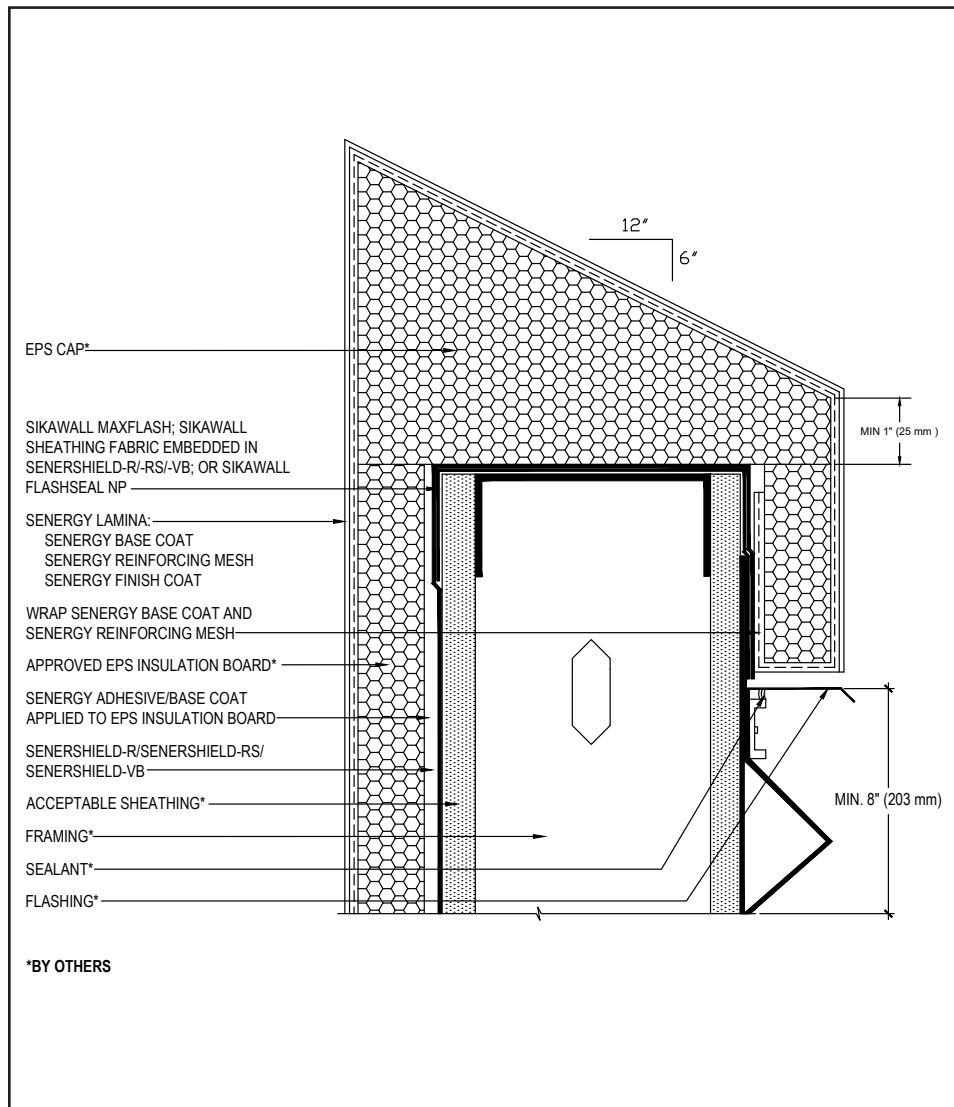 12"
6"
EPS CAP*
MIN 1" (25 mm )
SIKAWALL MAXFLASH; SIKAWALL
SHEATHING FABRIC EMBEDDED IN
SENERSHIELD-R/-RS/-VB; OR SIKAWALL
FLASHSEAL NP
SENERGY LAMINA:
SENERGY BASE COAT
SENERGY REINFORCING MESH
SENERGY FINISH COAT
WRAP SENERGY BASE COAT AND
SENERGY REINFORCING MESH
APPROVED EPS INSULATION BOARD*
SENERGY ADHESIVE/BASE COAT
APPLIED TO EPS INSULATION BOARD
SENERSHIELD-R/SENERSHIELD-RS/
SENERSHIELD-VB
ACCEPTABLE SHEATHING*
MIN. 8" (203 mm)
FRAMING*
SEALANT*
FLASHING*
*BY OTHERS